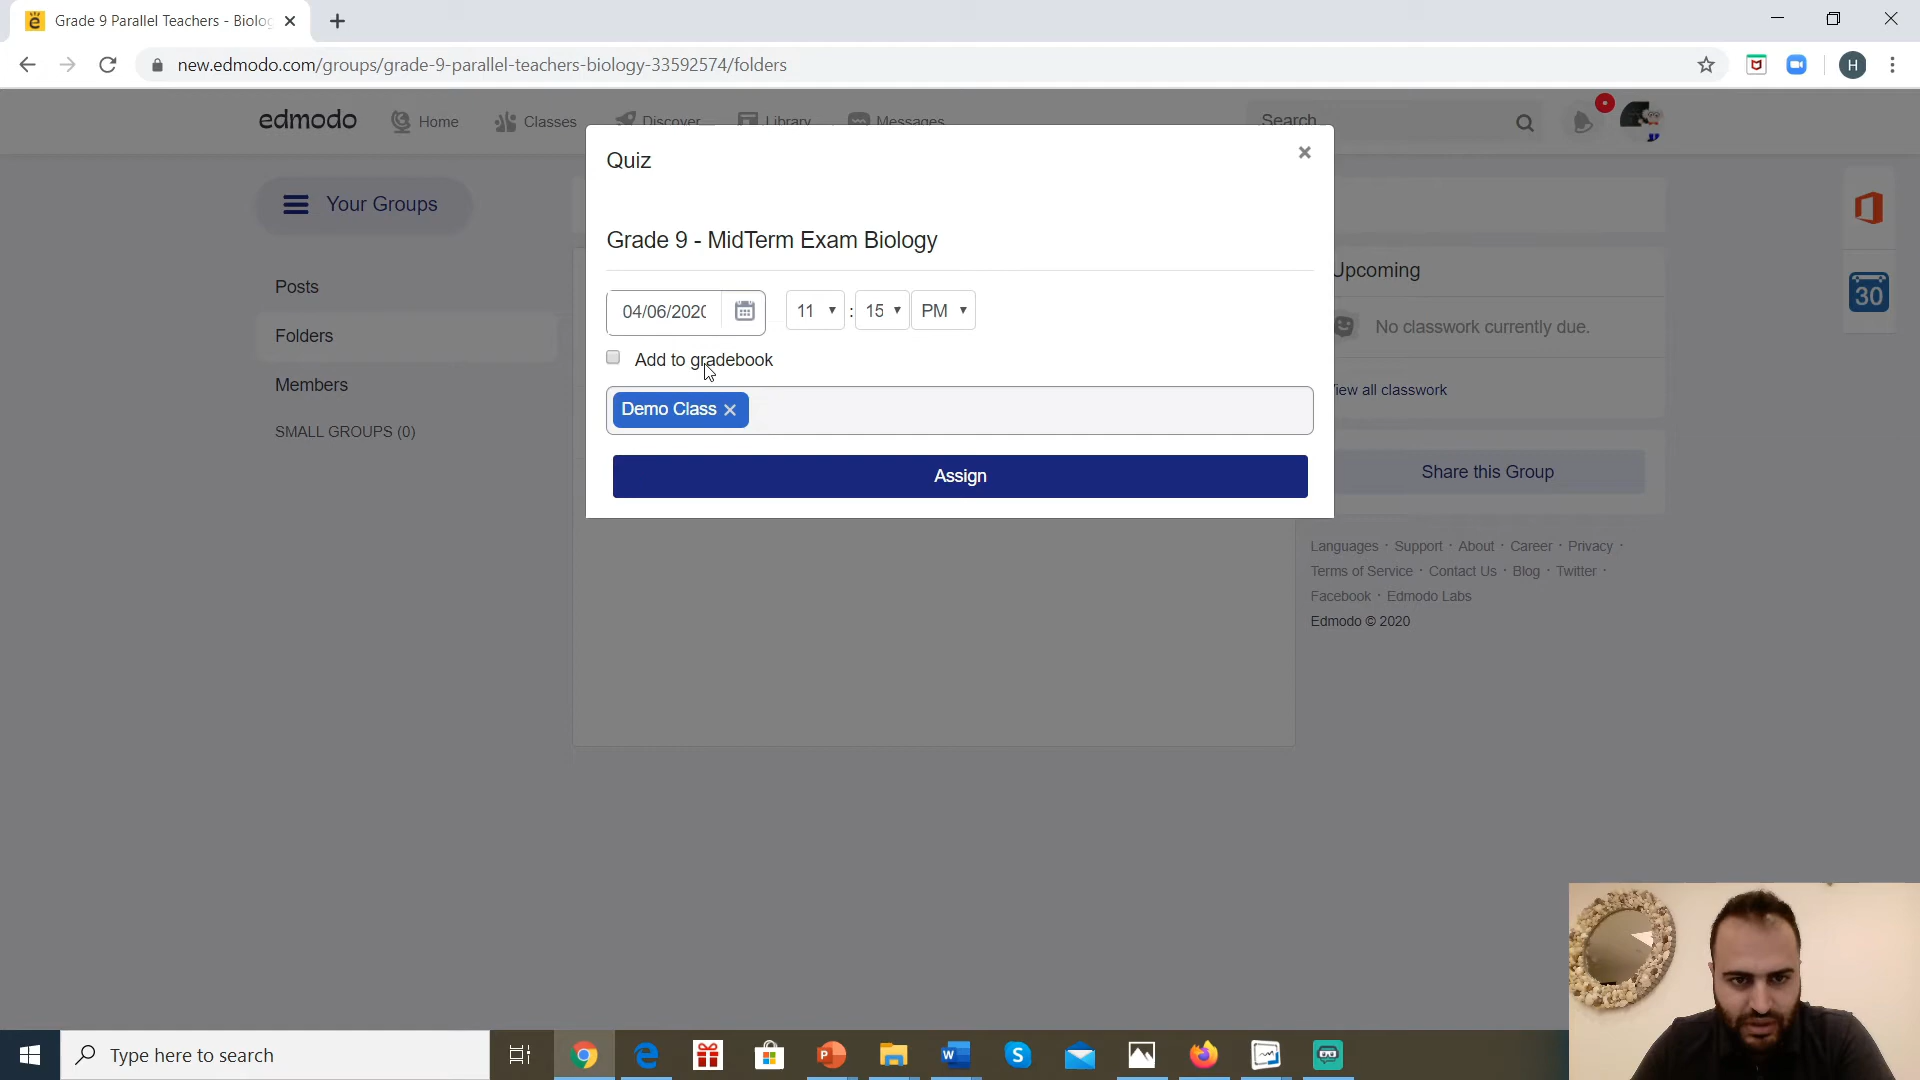 Grade 9 Parallel Teachers - Biolog
new.edmodo.com/groups/grade-9-parallel-teachers-biology-33592574/folders
H
edmodo
Home
Classes
Discover
Library
Messages
Search
Your Groups
Posts
Folders
Members
SMALL GROUPS (0)
Quiz
Grade 9 - MidTerm Exam Biology
04/06/2020
11 : 15 PM
Add to gradebook
Demo Class
Assign
Upcoming
No classwork currently due.
View all classwork
Share this Group
30
Languages · Support · About · Career · Privacy ·
Terms of Service · Contact Us · Blog · Twitter ·
Facebook · Edmodo Labs
Edmodo © 2020
Type here to search